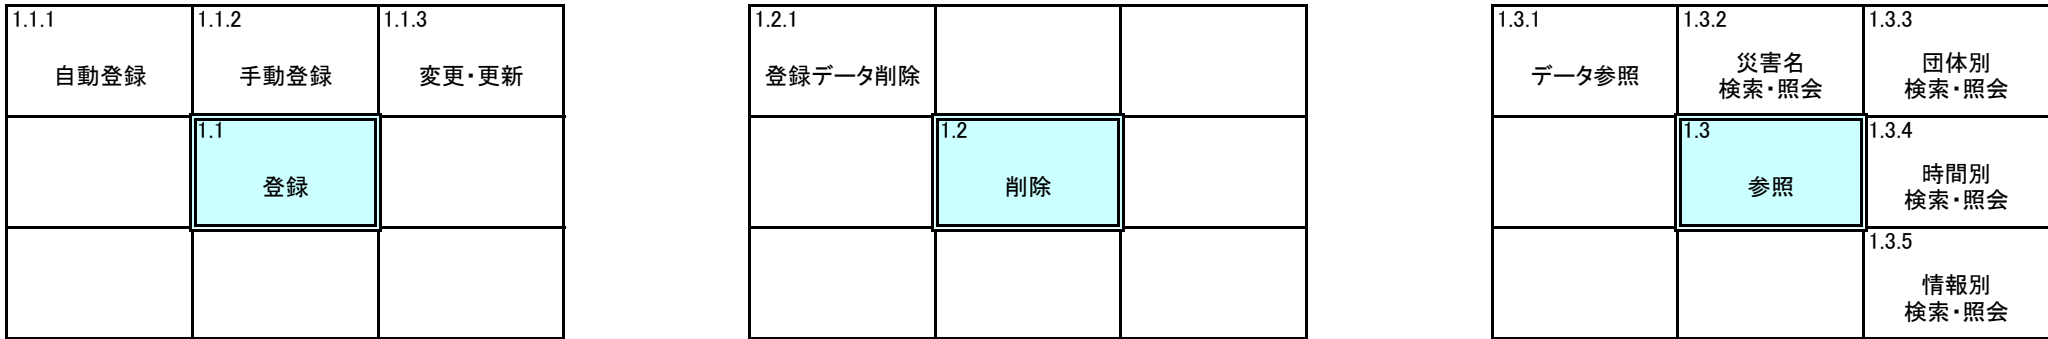 1.1.1
自動登録
1.1.2
手動登録
1.1.3
変更・更新
1.1
登録
1.2.1
登録データ削除
1.2
削除
1.3.1
データ参照
1.3.2
災害名
検索・照会
1.3.3
団体別
検索・照会
1.3
参照
1.3.4
時間別
検索・照会
1.3.5
情報別
検索・照会